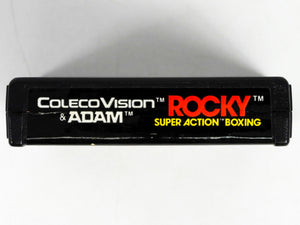 COLECOVISION™ ROCKY™
& ADAM™ SUPER ACTION™ BOXING